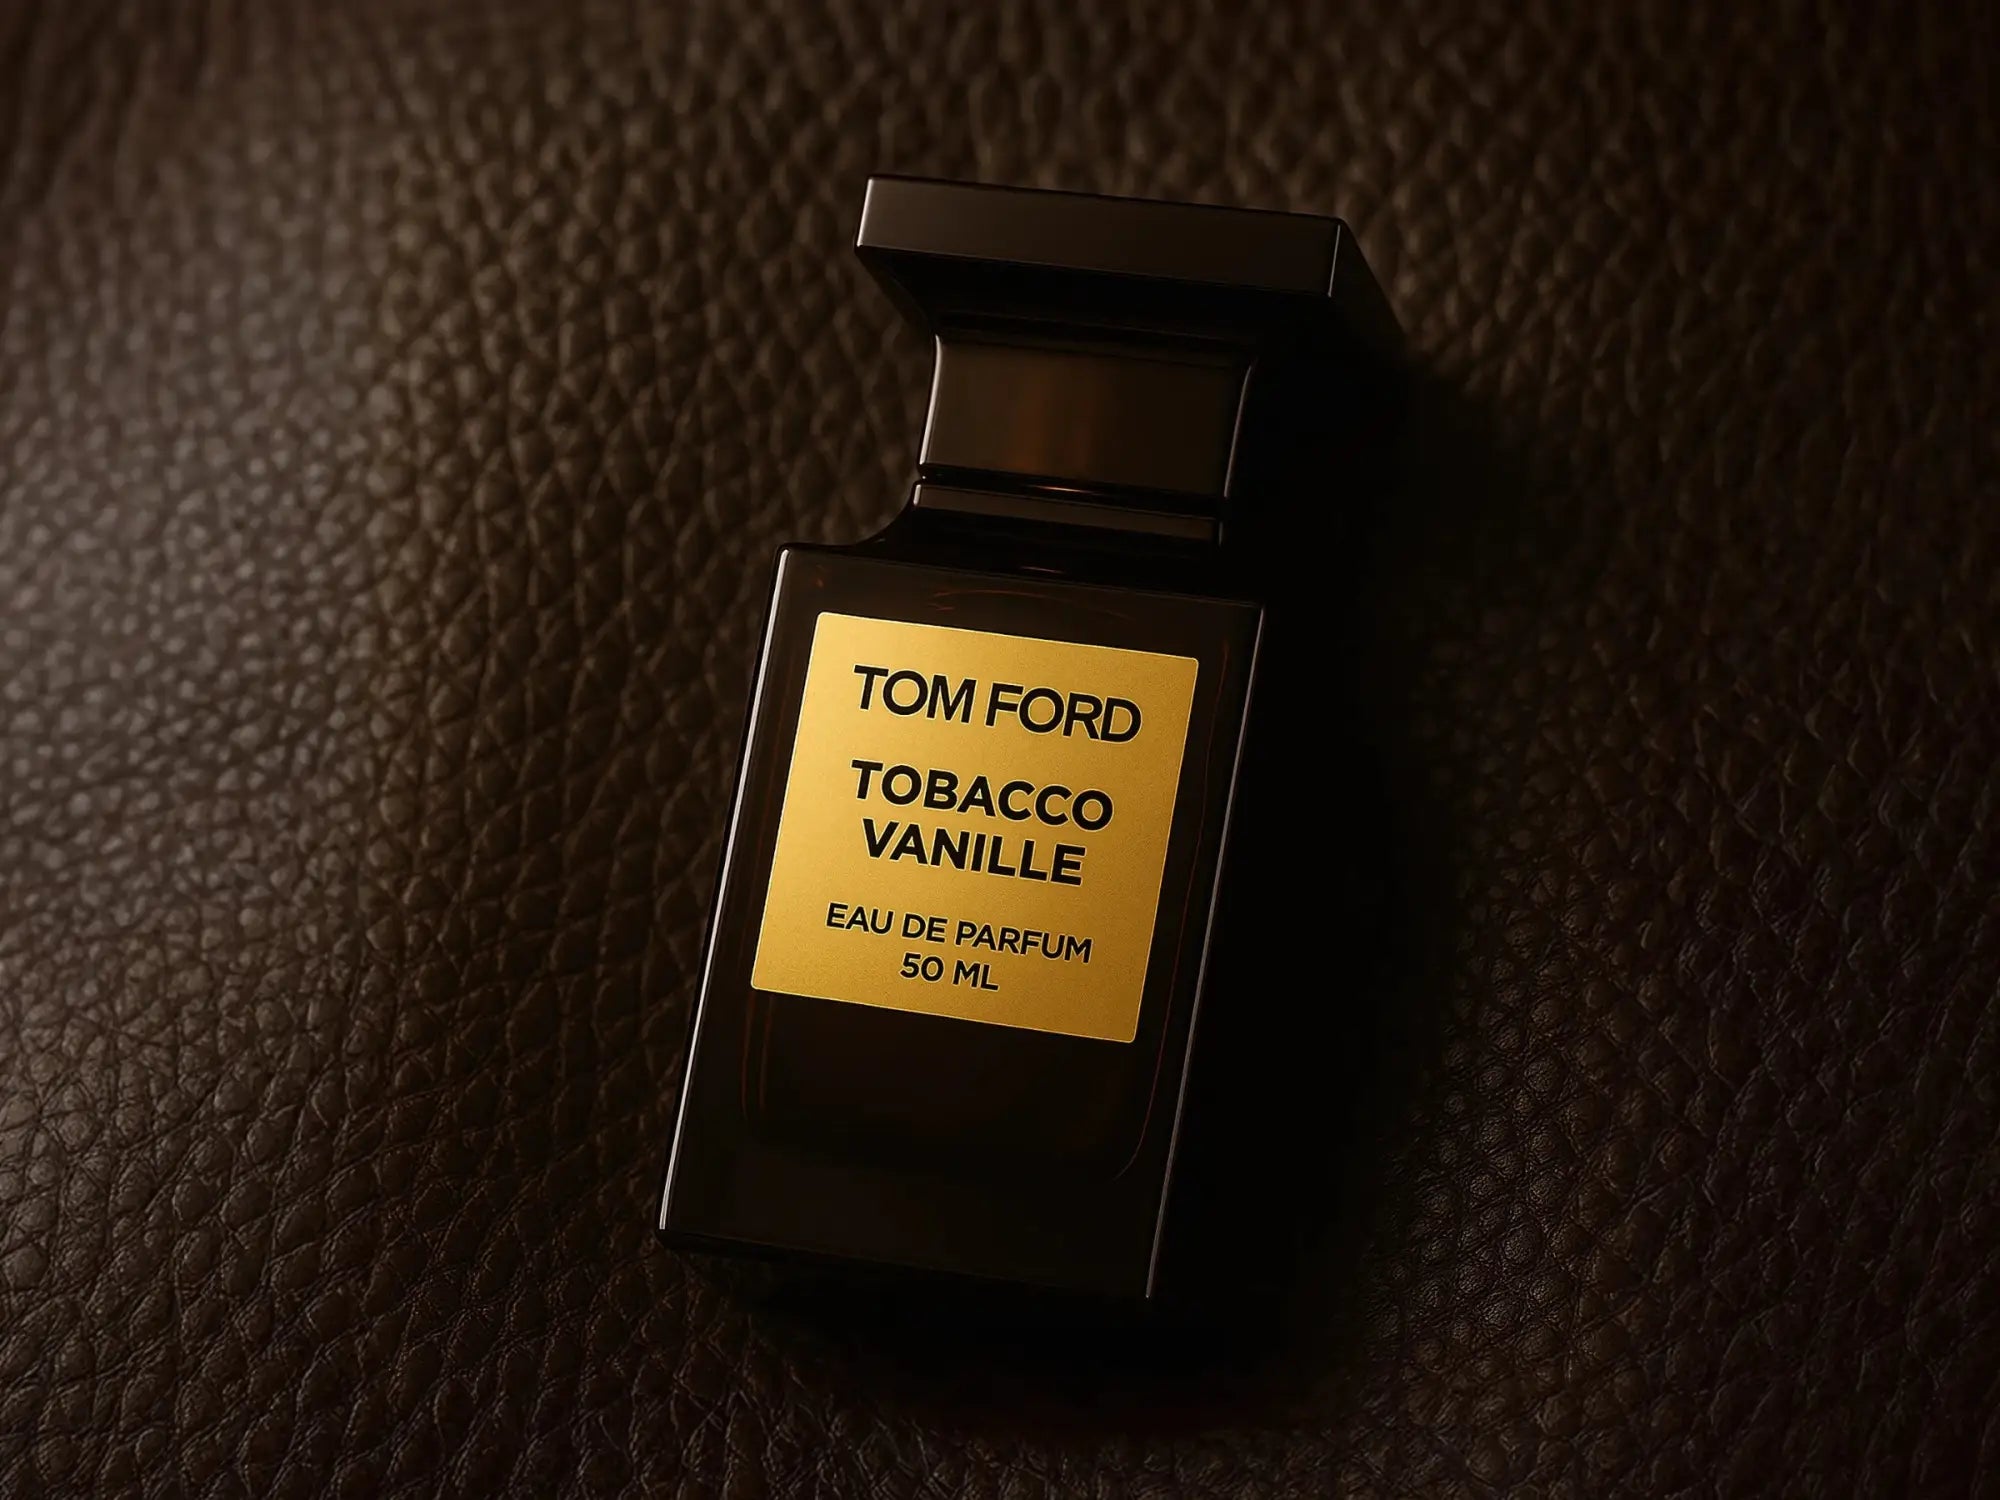 TOM FORD
TOBACCO
VANILLE
EAU DE PARFUM
50 ML